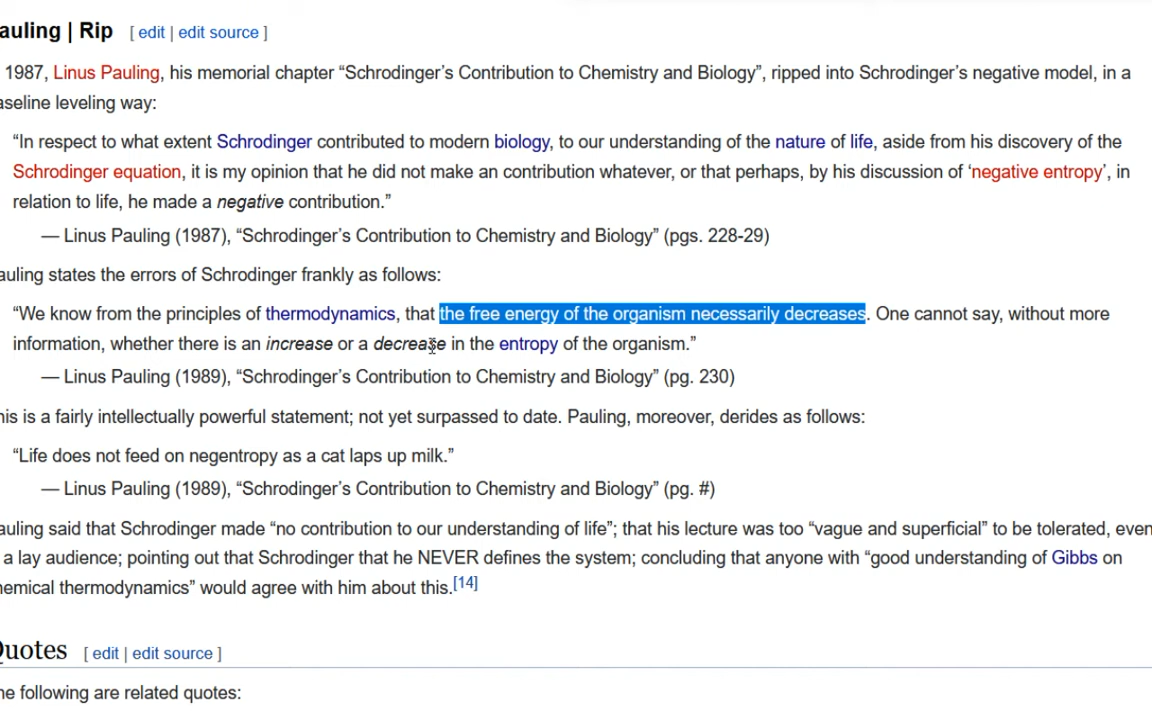 auling | Rip [ edit | edit source ]
1987, Linus Pauling, his memorial chapter “Schrodinger’s Contribution to Chemistry and Biology”, ripped into Schrodinger’s negative model, in a
aseline leveling way:
“In respect to what extent Schrodinger contributed to modern biology, to our understanding of the nature of life, aside from his discovery of the
Schrodinger equation, it is my opinion that he did not make an contribution whatever, or that perhaps, by his discussion of ‘negative entropy’, in
relation to life, he made a negative contribution.”
— Linus Pauling (1987), “Schrodinger’s Contribution to Chemistry and Biology” (pgs. 228-29)
auling states the errors of Schrodinger frankly as follows:
“We know from the principles of thermodynamics, that the free energy of the organism necessarily decreases. One cannot say, without more
information, whether there is an increase or a decrease in the entropy of the organism.”
— Linus Pauling (1989), “Schrodinger’s Contribution to Chemistry and Biology” (pg. 230)
his is a fairly intellectually powerful statement; not yet surpassed to date. Pauling, moreover, derides as follows:
“Life does not feed on negentropy as a cat laps up milk.”
— Linus Pauling (1989), “Schrodinger’s Contribution to Chemistry and Biology” (pg. #)
auling said that Schrodinger made “no contribution to our understanding of life”; that his lecture was too “vague and superficial” to be tolerated, even
a lay audience; pointing out that Schrodinger that he NEVER defines the system; concluding that anyone with “good understanding of Gibbs on
hemical thermodynamics” would agree with him about this.[14]
Quotes [ edit | edit source ]
he following are related quotes: